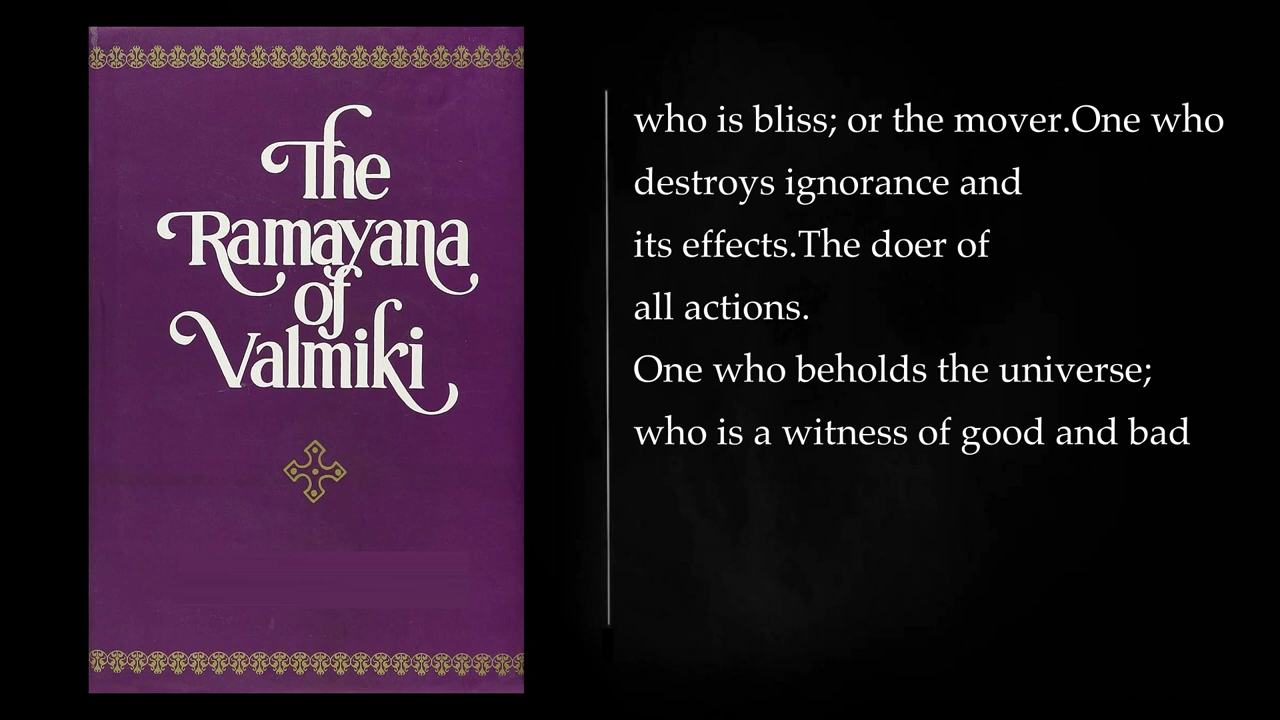 The
Ramayana
of
Valmiki
who is bliss; or the mover.One who
destroys ignorance and
its effects.The doer of
all actions.
One who beholds the universe;
who is a witness of good and bad